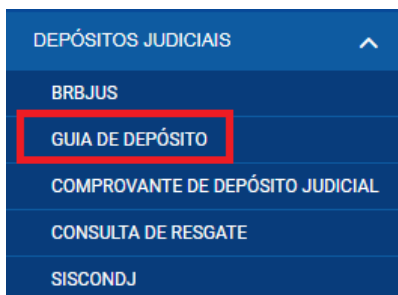 DEPÓSITOS JUDICIAIS
BRBJUS
GUIA DE DEPÓSITO
COMPROVANTE DE DEPÓSITO JUDICIAL
CONSULTA DE RESGATE
SISCONDJ